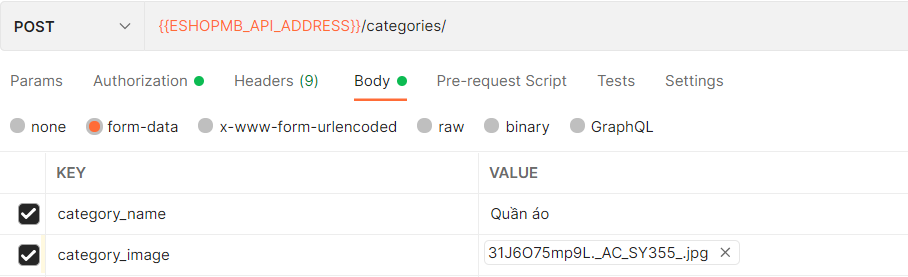 POST {{ESHOPMB_API_ADDRESS}}/categories/
Params Authorization Headers (9) Body Pre-request Script Tests Settings
none form-data x-www-form-urlencoded raw binary GraphQL
KEY VALUE
category_name Quần áo
category_image 31J6O75mp9L._AC_SY355_.jpg ×